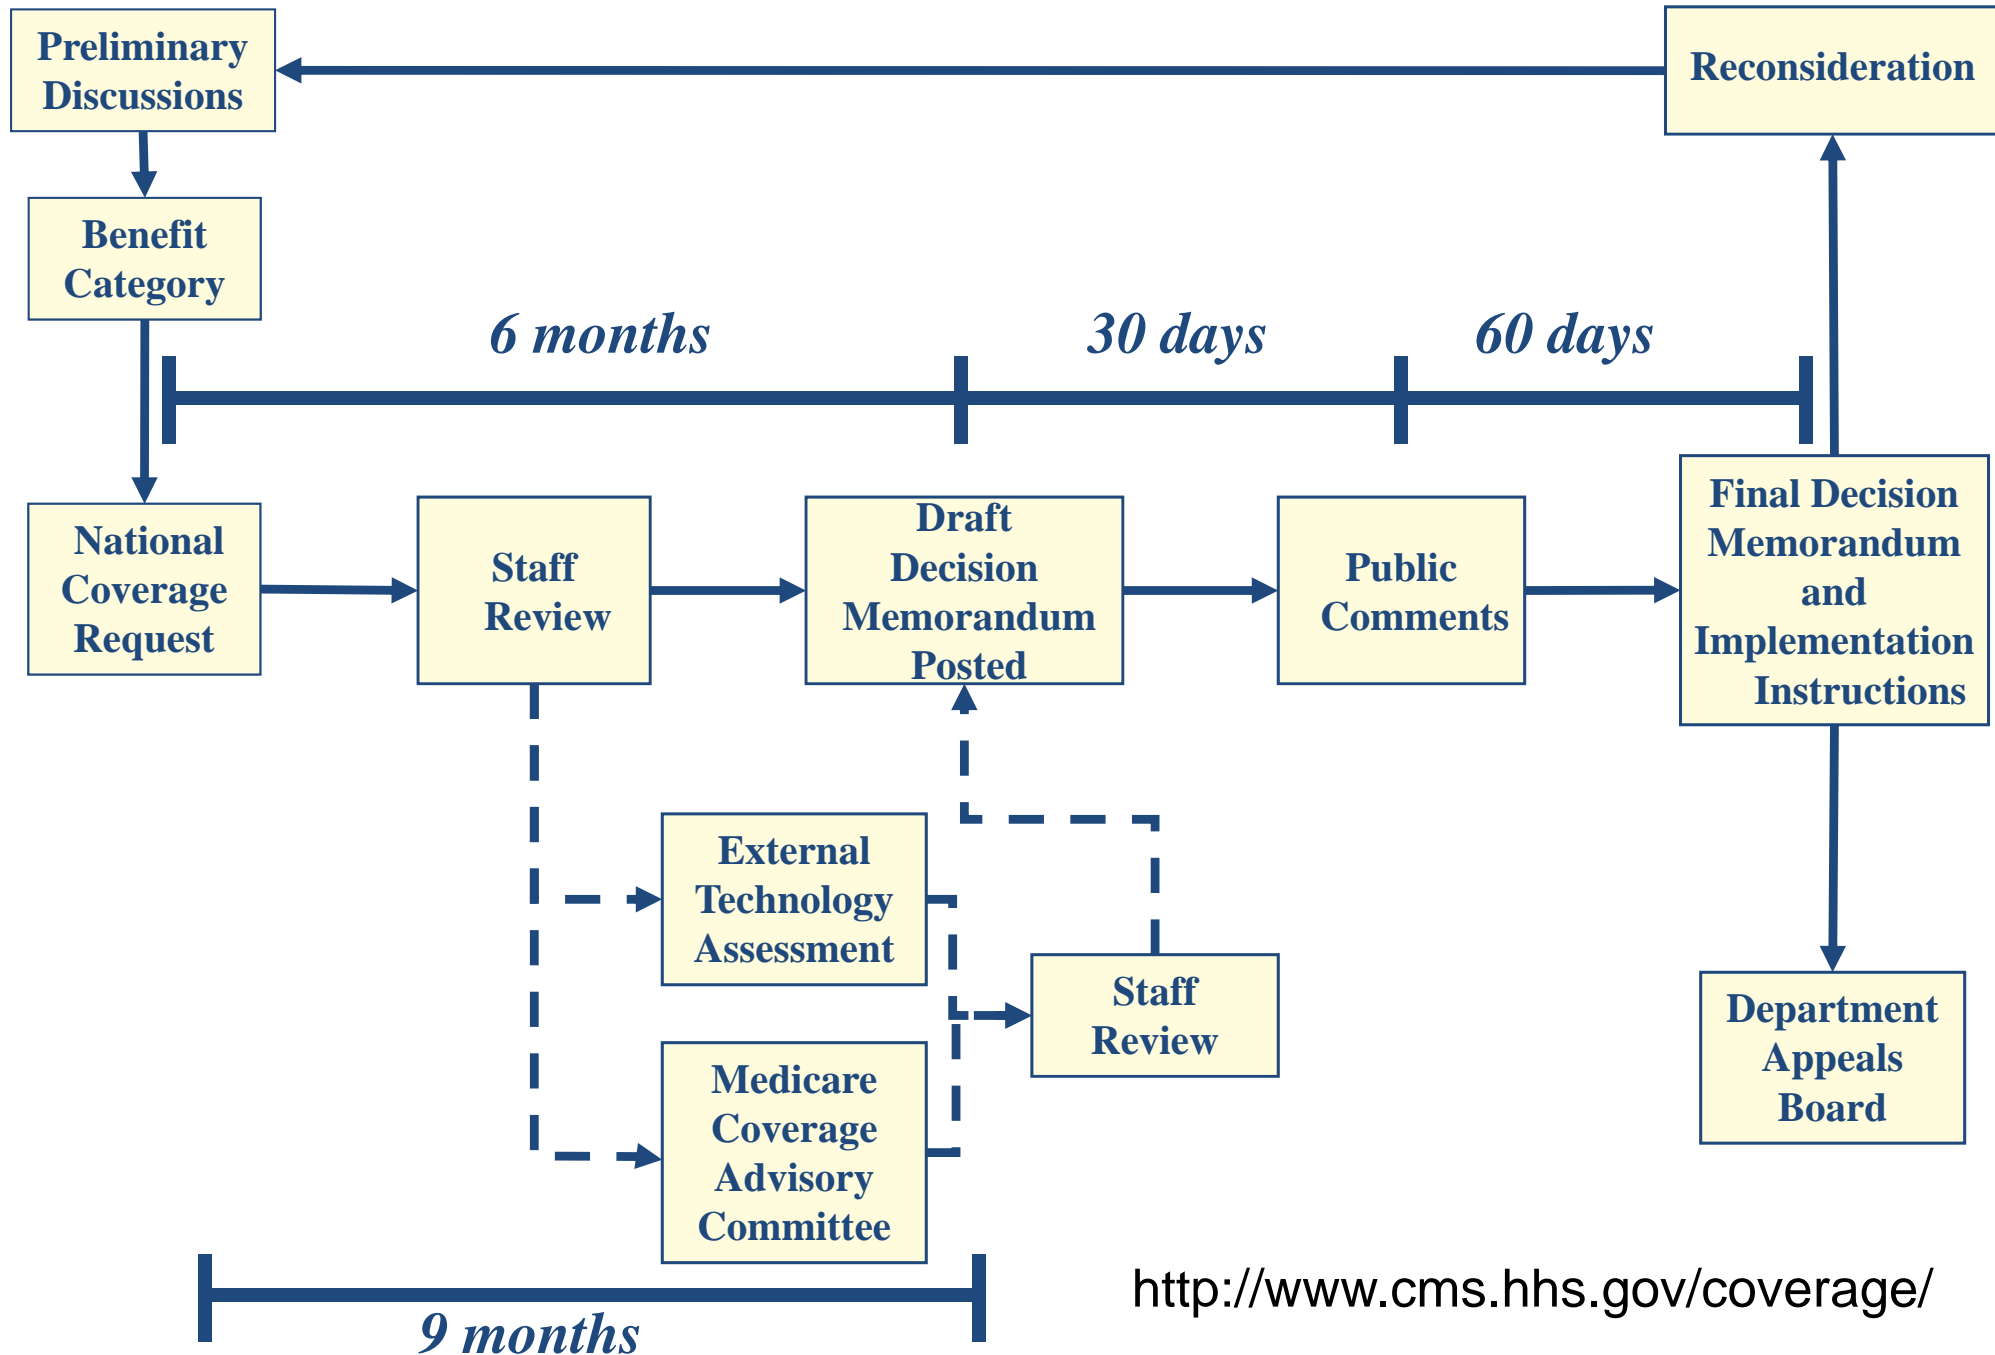 Preliminary
Discussions
Reconsideration
Benefit
Category
6 months
30 days
60 days
National
Coverage
Request
Staff
Review
Draft
Decision
Memorandum
Posted
Public
Comments
Final Decision
Memorandum
and
Implementation
Instructions
External
Technology
Assessment
Staff
Review
Medicare
Coverage
Advisory
Committee
Department
Appeals
Board
9 months
http://www.cms.hhs.gov/coverage/